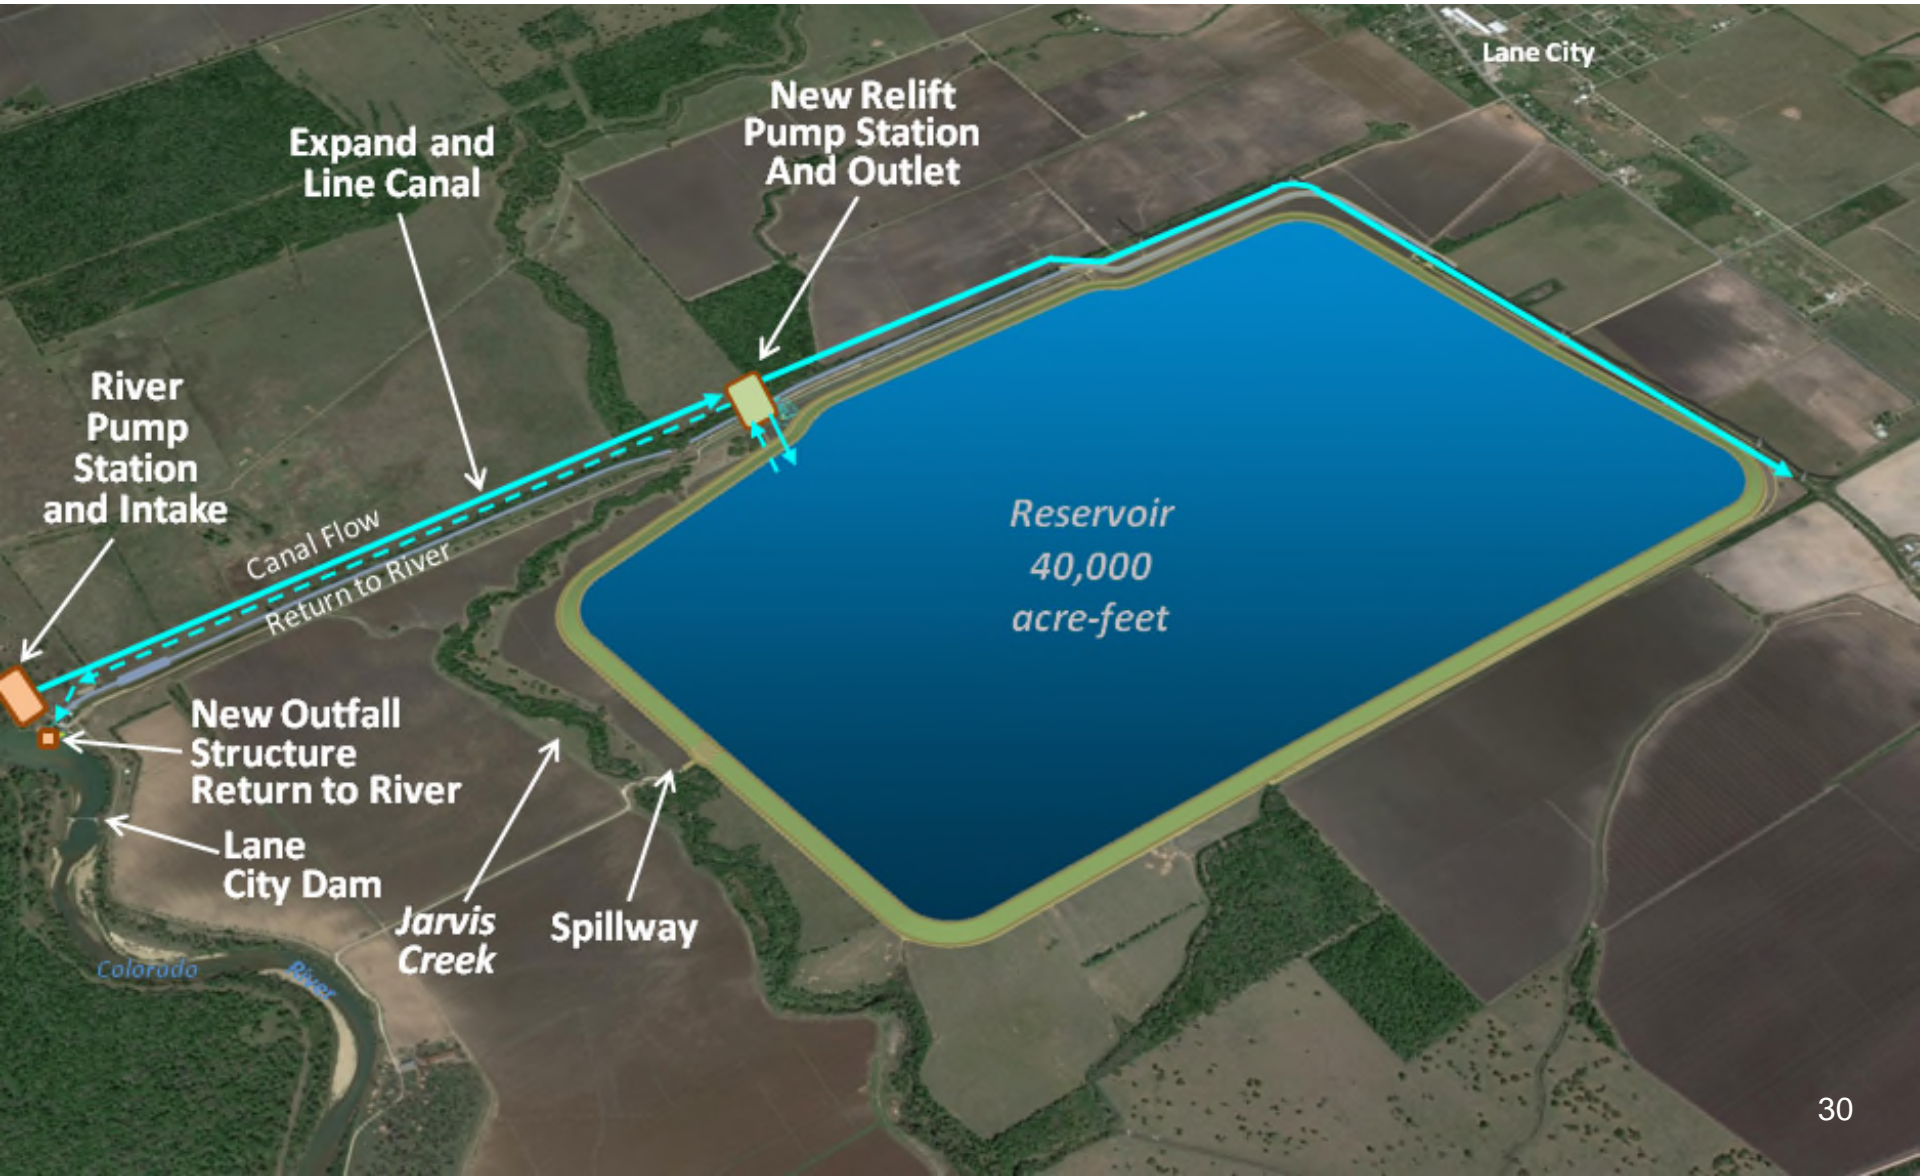 Lane City
New Relift
Pump Station
And Outlet
Expand and
Line Canal
River
Pump
Station
and Intake
Canal Flow
Return to River
Reservoir
40,000
acre-feet
New Outfall
Structure
Return to River
Lane
City Dam
Jarvis
Creek
Spillway
Colorado River
30